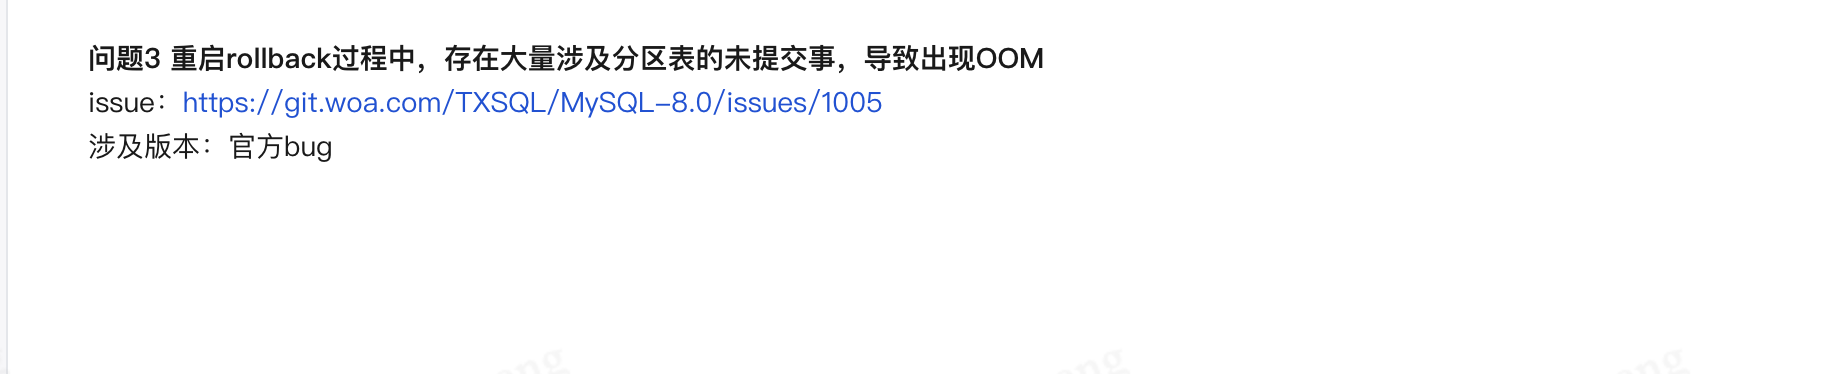 问题3 重启rollback过程中，存在大量涉及分区表的未提交事，导致出现OOM
issue：https://git.woa.com/TXSQL/MySQL-8.0/issues/1005
涉及版本：官方bug